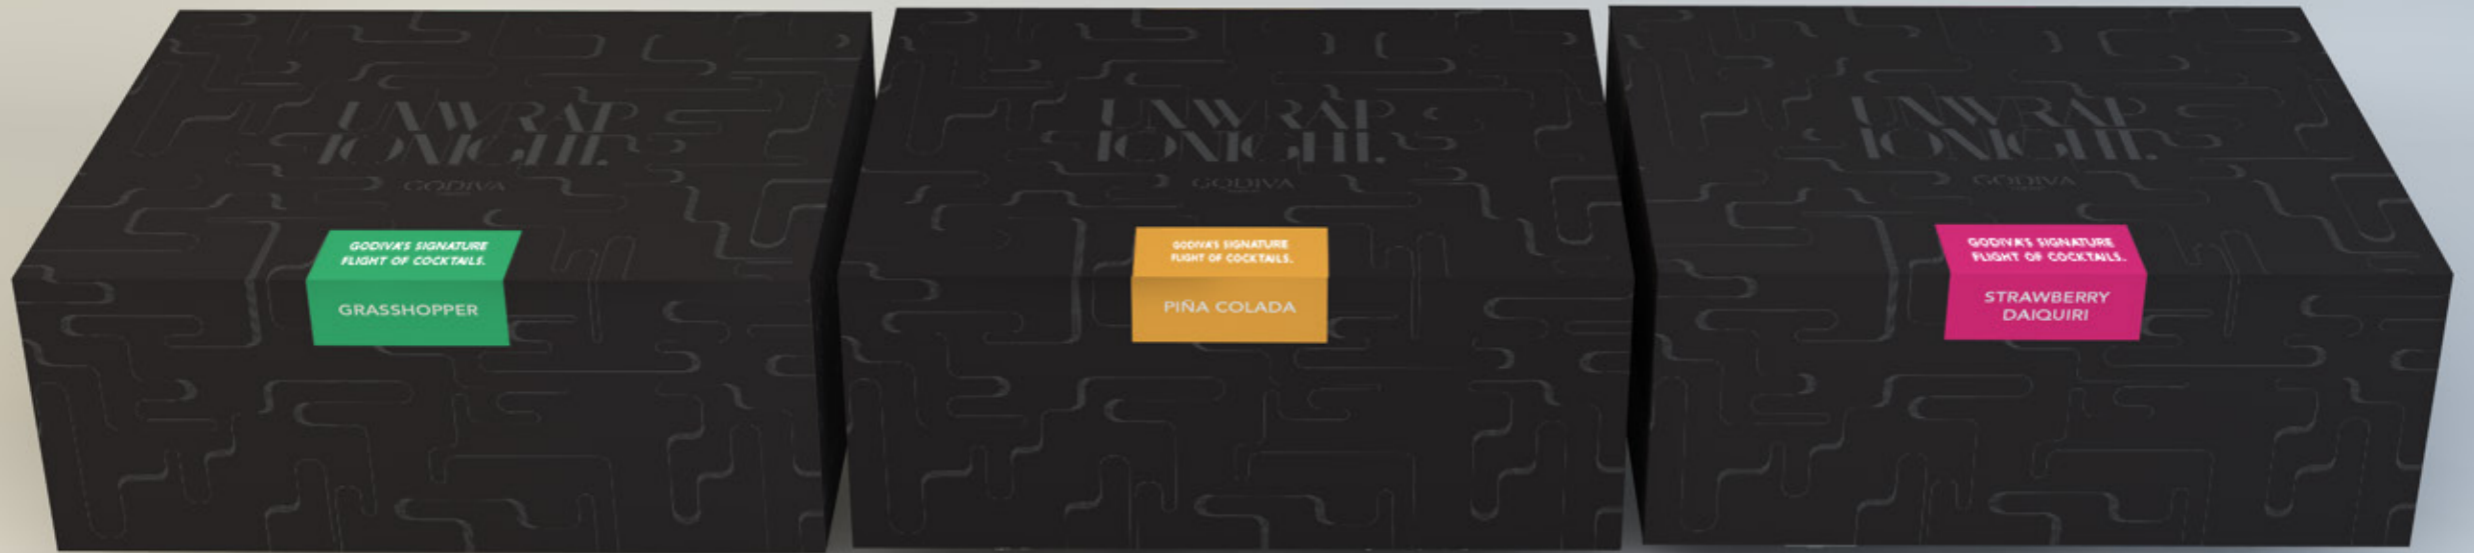 UNWRAP
TONIGHT.
GODIVA
GODIVA'S SIGNATURE
FLIGHT OF COCKTAILS.
GRASSHOPPER
UNWRAP
TONIGHT.
GODIVA
GODIVA'S SIGNATURE
FLIGHT OF COCKTAILS.
PIÑA COLADA
UNWRAP
TONIGHT.
GODIVA
GODIVA'S SIGNATURE
FLIGHT OF COCKTAILS.
STRAWBERRY
DAIQUIRI